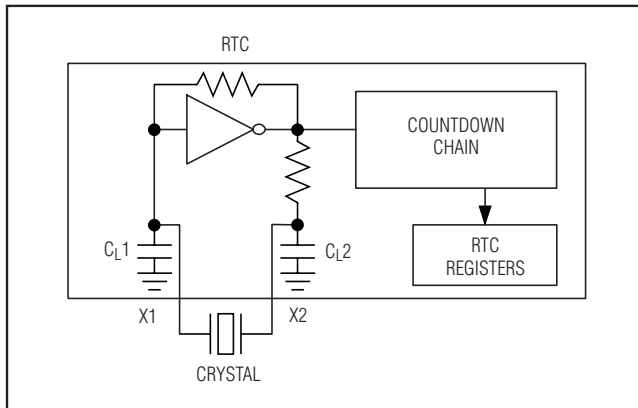 RTC
COUNTDOWN
CHAIN
CL1
CL2
RTC
REGISTERS
X1
X2
CRYSTAL